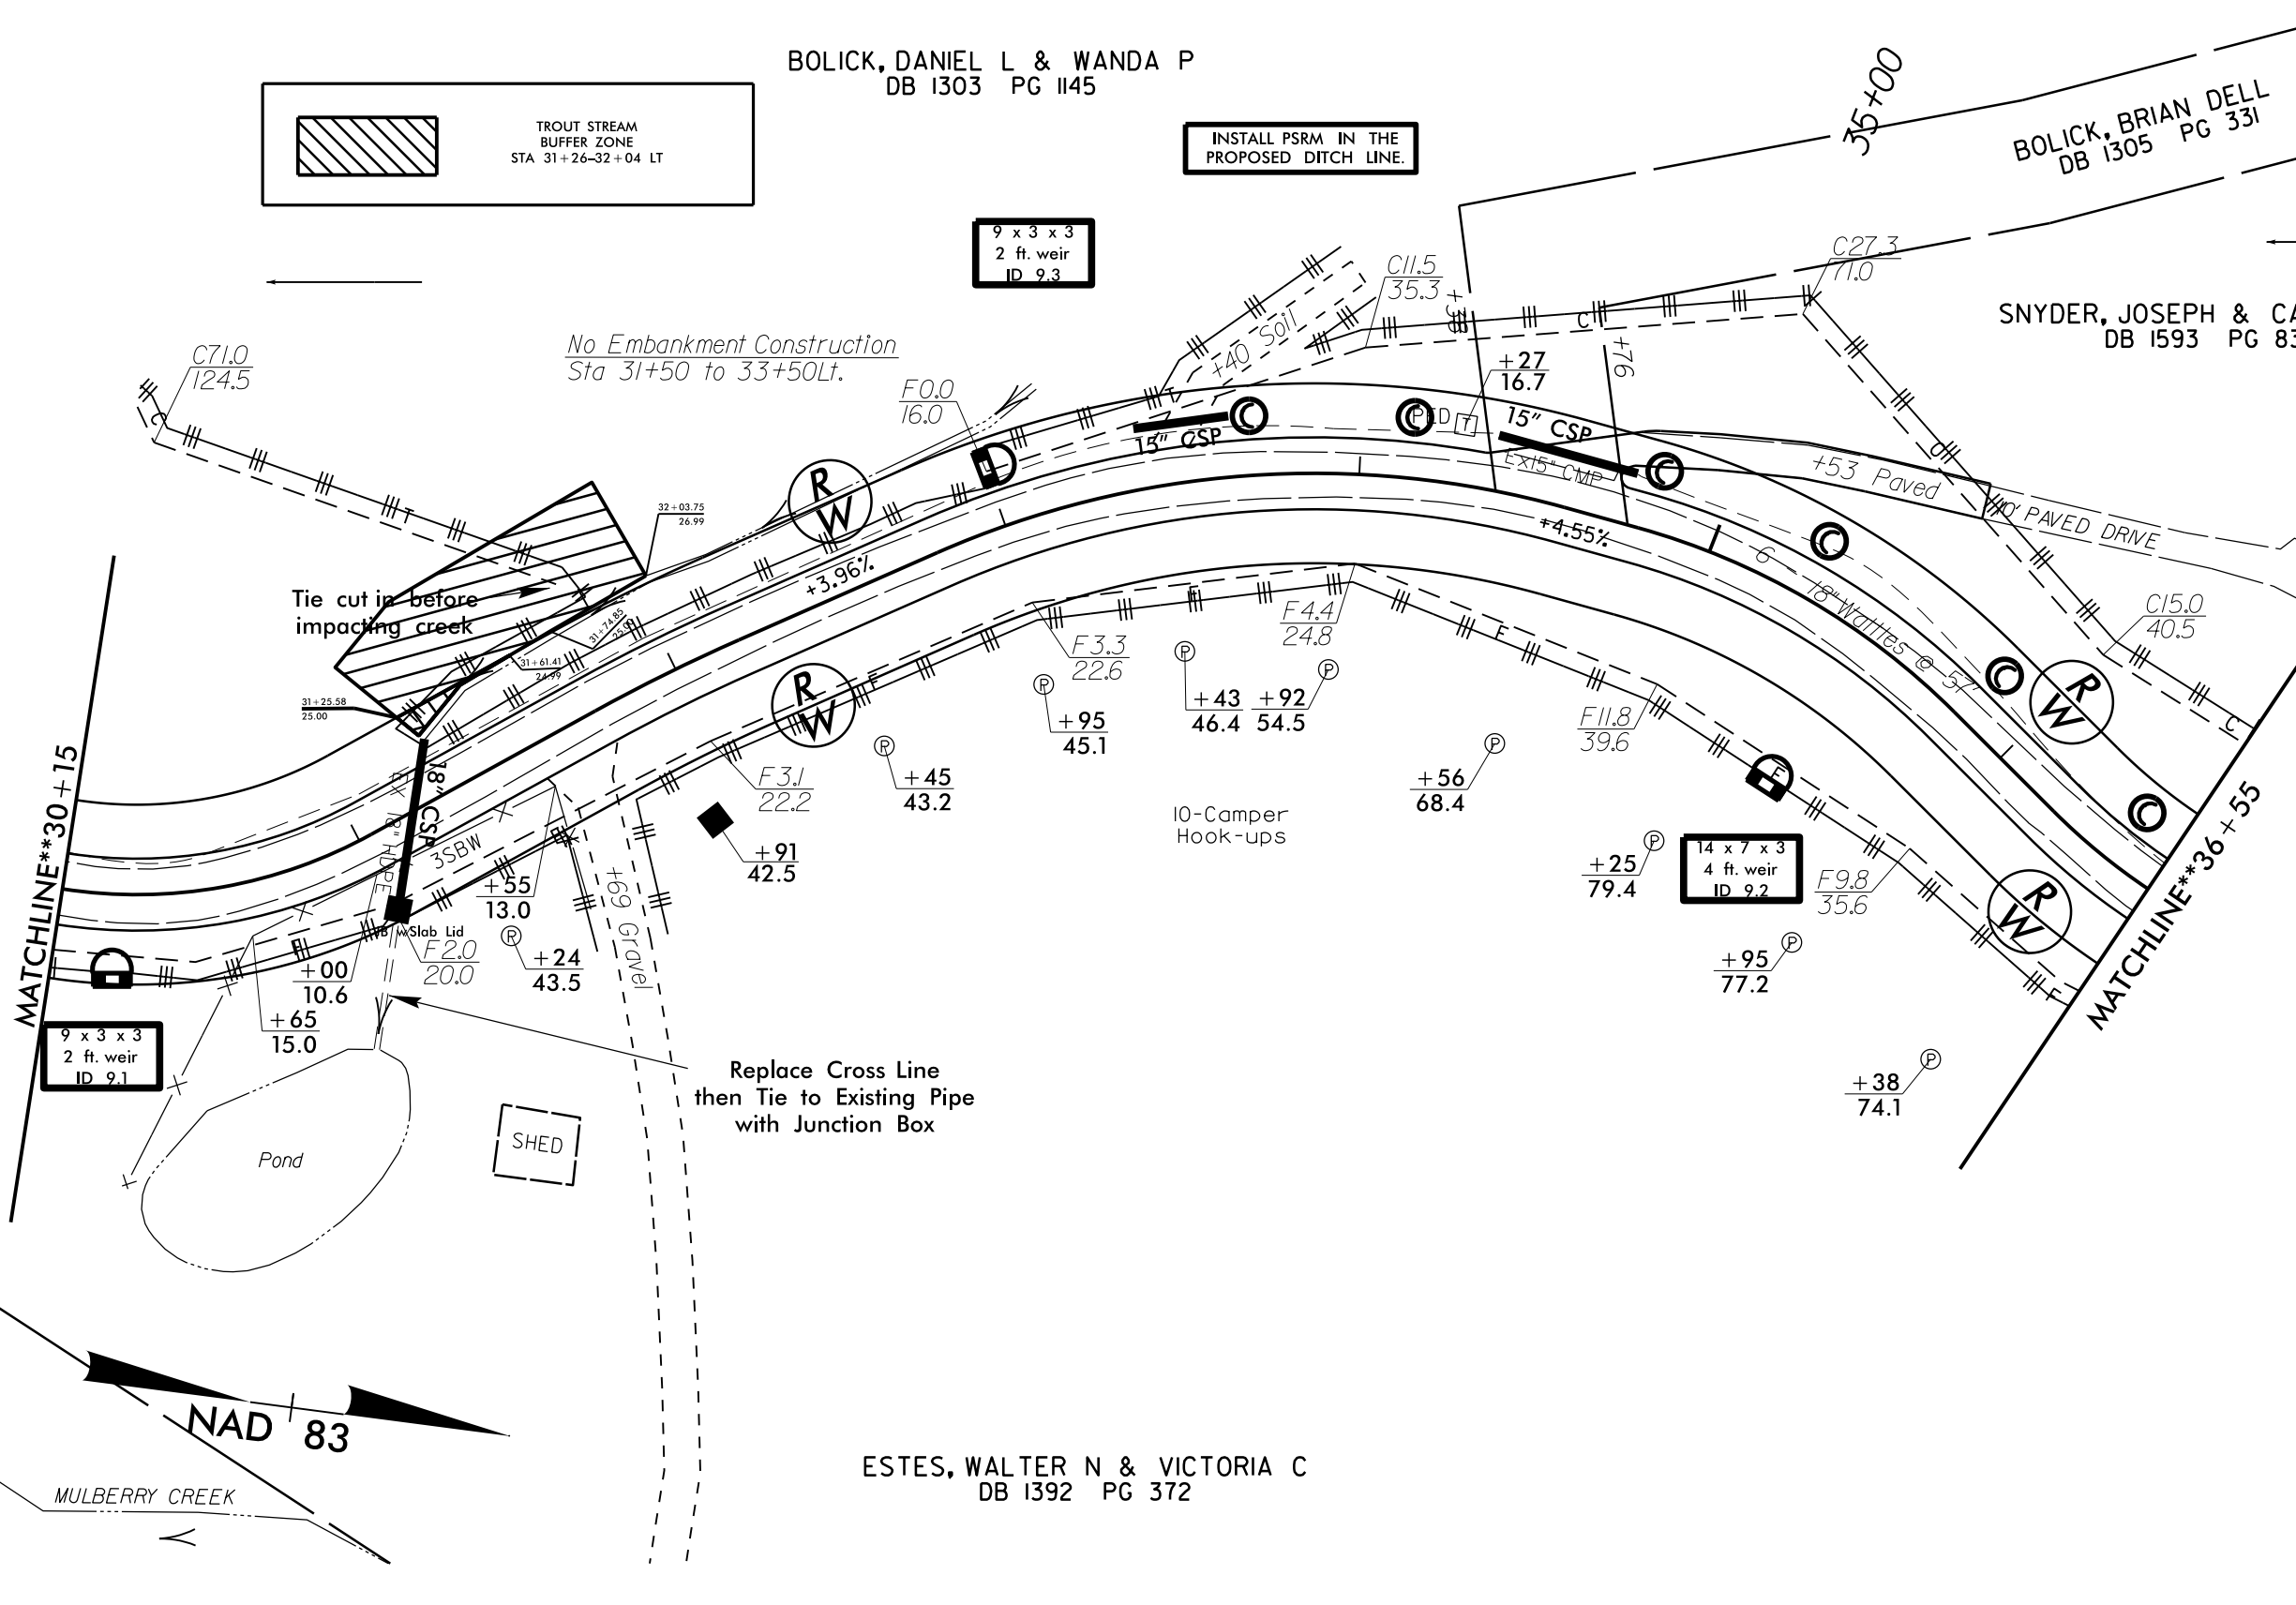 BOLICK, DANIEL L & WANDA P
DB 1303 PG 1145
TROUT STREAM
BUFFER ZONE
STA 31+26–32+04 LT
INSTALL PSRM IN THE
PROPOSED DITCH LINE.
35+00
BOLICK, BRIAN DELL
DB 1305 PG 331
9 x 3 x 3
2 ft. weir
ID 9.3
C11.5
35.3
C27.3
71.0
SNYDER, JOSEPH & CA
DB 1593 PG 83
No Embankment Construction
Sta 31+50 to 33+50Lt.
C71.0
124.5
F0.0
16.0
+40 Soil
+38
+76
+27
16.7
C
C
T
T
PED T
15" CSP
15" CSP
EX15" CMP
+53 Paved
10' PAVED DRIVE
C
R
W
32+03.75
26.99
+3.96%
+4.55%
6 - 18" Wattles @ 57'
Tie cut in before
impacting creek
31+74.85
31+61.41
24.99
31+25.58
25.00
C15.0
40.5
C
F4.4
24.8
F3.3
22.6
F
F
P
P
P
+43
46.4
+92
54.5
+95
45.1
R
W
R
W
F11.8
39.6
F
MATCHLINE**30+15
18" CSP
EX 18" HDPE
3SBW
F3.1
22.2
R
+45
43.2
P
+56
68.4
10-Camper
Hook-ups
+91
42.5
P
+25
79.4
14 x 7 x 3
4 ft. weir
ID 9.2
F9.8
35.6
R
W
MATCHLINE**36+55
+55
13.0
JB w/Slab Lid
F2.0
20.0
R
+24
43.5
+69 Gravel
+00
10.6
+65
15.0
F
P
+95
77.2
F
9 x 3 x 3
2 ft. weir
ID 9.1
Replace Cross Line
then Tie to Existing Pipe
with Junction Box
P
+38
74.1
SHED
Pond
NAD 83
ESTES, WALTER N & VICTORIA C
DB 1392 PG 372
MULBERRY CREEK